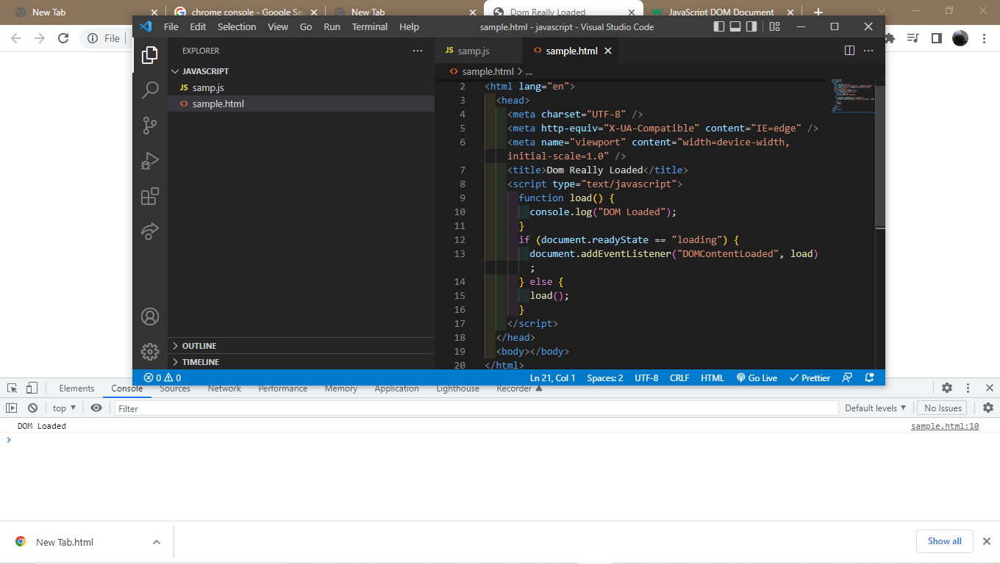 New Tab
chrome console - Google Sea
New Tab
Dom Really Loaded
JavaScript DOM Document
File
File Edit Selection View Go Run Terminal Help
sample.html - javascript - Visual Studio Code
EXPLORER
JAVASCRIPT
JS samp.js
<> sample.html
OUTLINE
TIMELINE
JS samp.js
<> sample.html
<> sample.html > ...
2 <html lang="en">
3 <head>
4 <meta charset="UTF-8" />
5 <meta http-equiv="X-UA-Compatible" content="IE=edge" />
6 <meta name="viewport" content="width=device-width,
initial-scale=1.0" />
7 <title>Dom Really Loaded</title>
8 <script type="text/javascript">
9 function load() {
10 console.log("DOM Loaded");
11 }
12 if (document.readyState == "loading") {
13 document.addEventListener("DOMContentLoaded", load)
;
14 } else {
15 load();
16 }
17 </script>
18 </head>
19 <body></body>
20 </html>
0 0 Ln 21, Col 1 Spaces: 2 UTF-8 CRLF HTML Go Live Prettier
Elements Console Sources Network Performance Memory Application Lighthouse Recorder
top Filter Default levels No Issues
DOM Loaded sample.html:10
New Tab.html
Show all